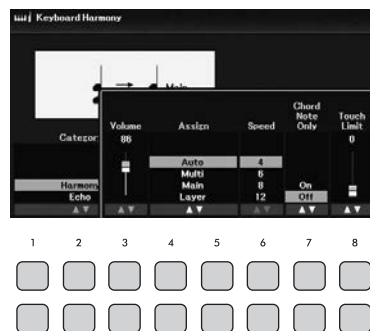 Keyboard Harmony
Main
Category
Volume
Assign
Speed
Chord
Note
Only
Touch
Limit
86
0
Auto
4
Multi
6
Harmony
Main
8
On
Echo
Layer
12
Off
1 2 3 4 5 6 7 8